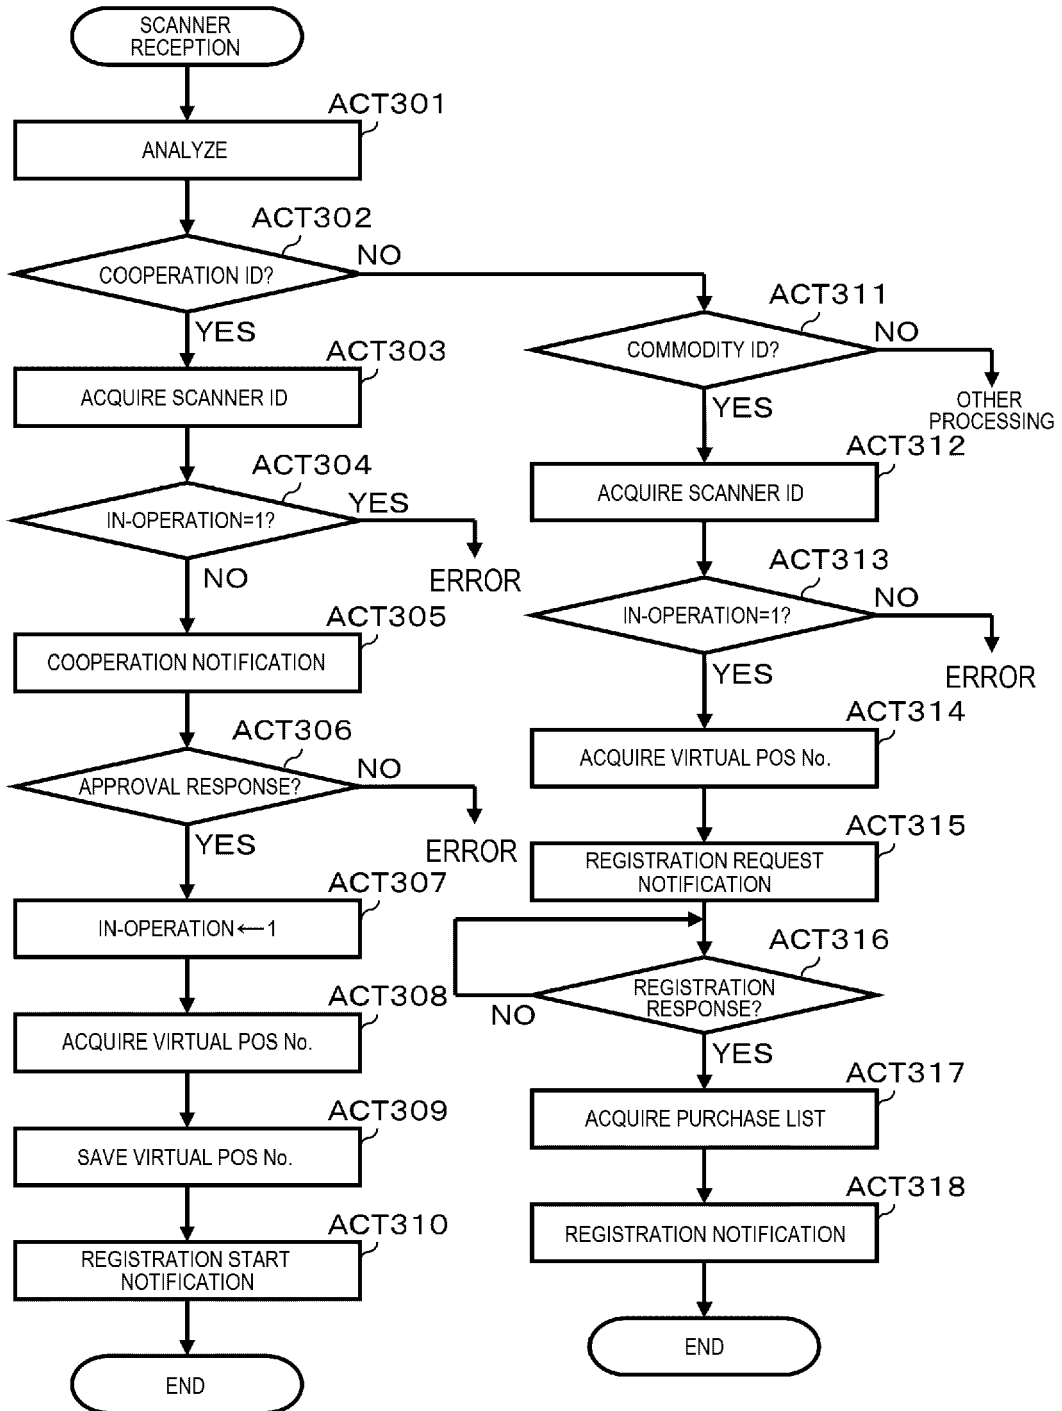 SCANNER
RECEPTION
ACT301
ANALYZE
ACT302
COOPERATION ID?
NO
YES
ACT303
ACQUIRE SCANNER ID
ACT304
IN-OPERATION=1?
YES
ERROR
NO
ACT305
COOPERATION NOTIFICATION
ACT306
APPROVAL RESPONSE?
NO
ERROR
YES
ACT307
IN-OPERATION ← 1
ACT308
ACQUIRE VIRTUAL POS No.
ACT309
SAVE VIRTUAL POS No.
ACT310
REGISTRATION START
NOTIFICATION
END
ACT311
COMMODITY ID?
NO
OTHER
PROCESSING
YES
ACT312
ACQUIRE SCANNER ID
ACT313
IN-OPERATION=1?
NO
ERROR
YES
ACT314
ACQUIRE VIRTUAL POS No.
ACT315
REGISTRATION REQUEST
NOTIFICATION
ACT316
REGISTRATION
RESPONSE?
NO
YES
ACT317
ACQUIRE PURCHASE LIST
ACT318
REGISTRATION NOTIFICATION
END